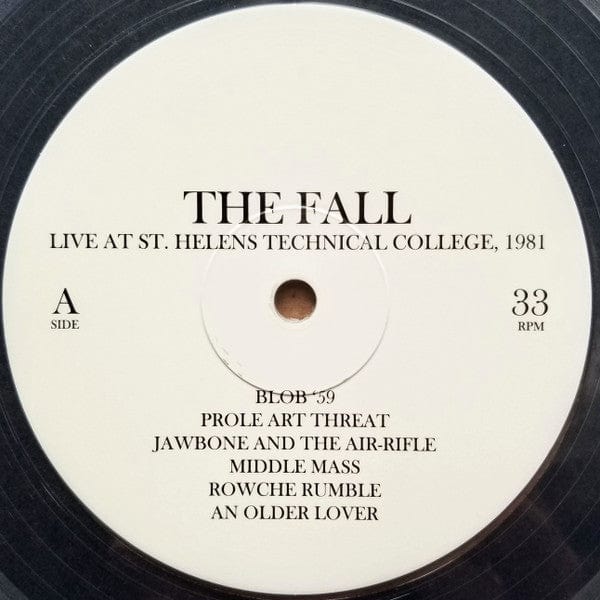 THE FALL
LIVE AT ST. HELENS TECHNICAL COLLEGE, 1981
A
SIDE
33
RPM
BLOB ‘59
PROLE ART THREAT
JAWBONE AND THE AIR-RIFLE
MIDDLE MASS
ROWCHE RUMBLE
AN OLDER LOVER